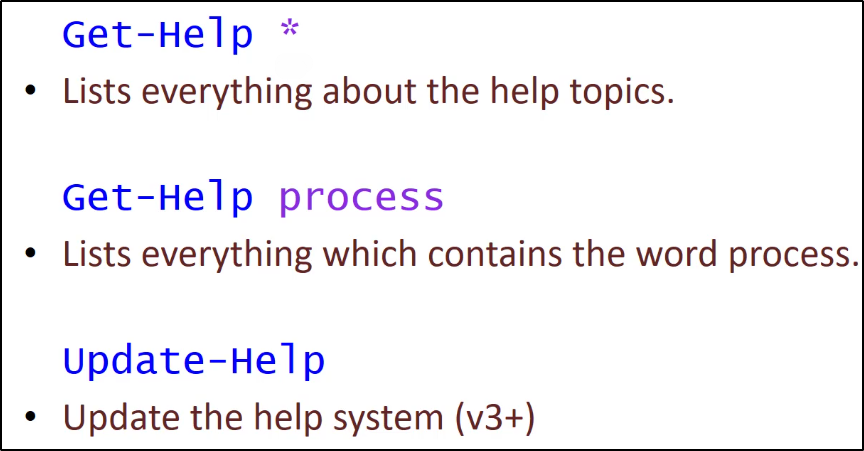 Get-Help *
• Lists everything about the help topics.
Get-Help process
• Lists everything which contains the word process.
Update-Help
• Update the help system (v3+)